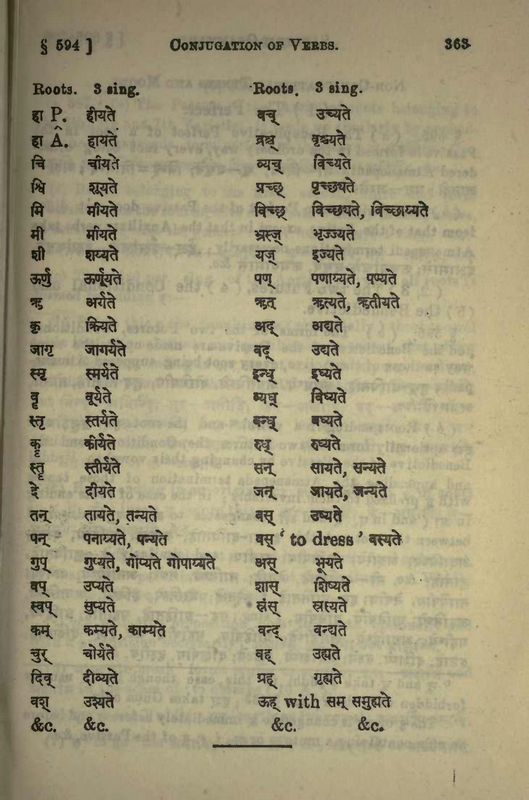 § 594 ] CONJUGATION OF VERBS. 363
Roots. 3 sing. Roots. 3 sing.
हा P. हीयते वच् उच्यते
हा Â. हायते व्रश्च् वृश्च्यते
चि चीयते व्यच् विच्यते
श्वि शूयते प्रच्छ् पृच्छ्यते
मि मीयते विच्छ् विच्छ्यते, विच्छाय्यते
मी मीयते भ्रस्ज् भृज्ज्यते
शी शय्यते यज् इज्यते
ऊर्णु ऊर्णूयते पण् पणाय्यते, पण्यते
ऋ अर्यते ऋत् ऋत्यते, ऋतीयते
कृ क्रियते अद् अद्यते
जागृ जागर्यते वद् उद्यते
स्मृ स्मर्यते इन्ध् इध्यते
वॄ वूर्यते व्यध् विध्यते
स्तृ स्तर्यते बन्ध् बध्यते
कॄ कीर्यते रुध् रुध्यते
स्तॄ स्तीर्यते सन् सायते, सन्यते
दे दीयते जन् जायते, जन्यते
तन् तायते, तन्यते वस् उष्यते
पन् पनाय्यते, पन्यते वस् ' to dress ' वस्यते
गुप् गुप्यते, गोप्यते गोपाय्यते अस् भूयते
वप् उप्यते शास् शिष्यते
स्वप् सुप्यते स्रंस् स्रस्यते
कम् कम्यते, काम्यते वन्द् वन्द्यते
चुर् चोर्यते वह् उह्यते
दिव् दीव्यते ग्रह् गृह्यते
वश् उश्यते ऊह् with सम् समुह्यते
&c. &c. &c. &c.